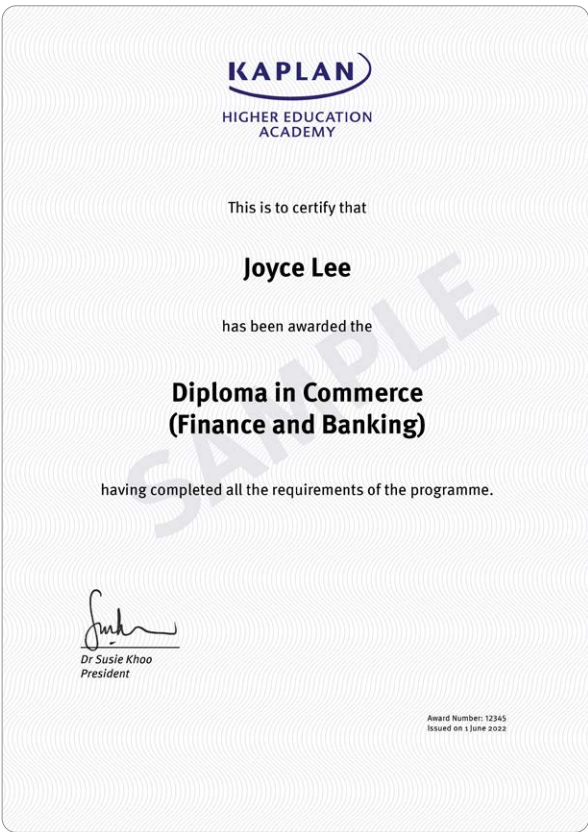 KAPLAN
HIGHER EDUCATION
ACADEMY
This is to certify that
Joyce Lee
has been awarded the
Diploma in Commerce
(Finance and Banking)
SAMPLE
having completed all the requirements of the programme.
Dr Susie Khoo
President
Award Number: 12345
Issued on 1 June 2022